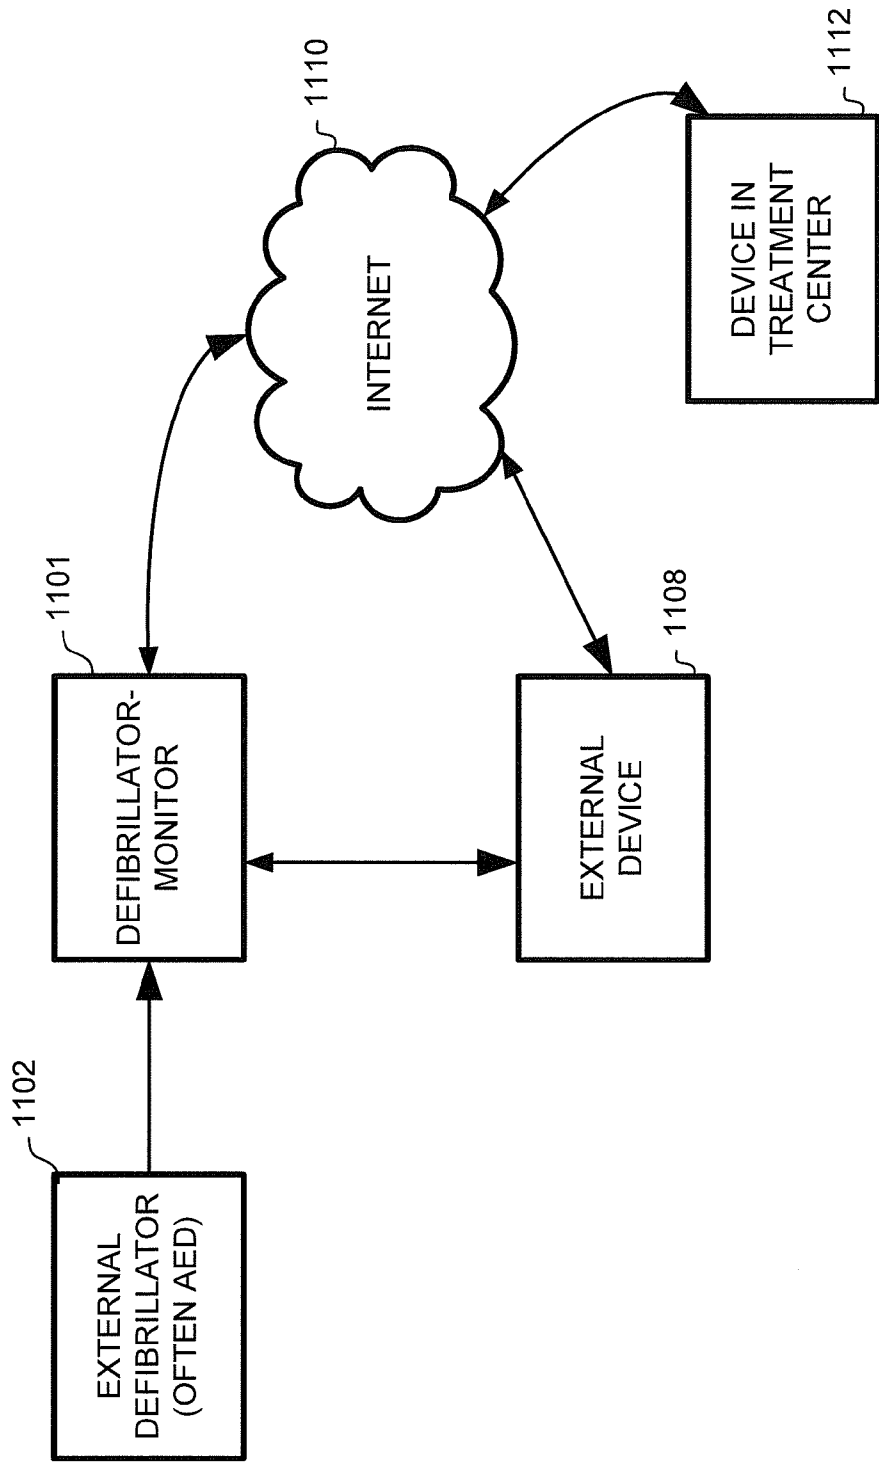 1102
EXTERNAL
DEFIBRILLATOR
(OFTEN AED)
1101
DEFIBRILLATOR-
MONITOR
1110
INTERNET
1108
EXTERNAL
DEVICE
1112
DEVICE IN
TREATMENT
CENTER